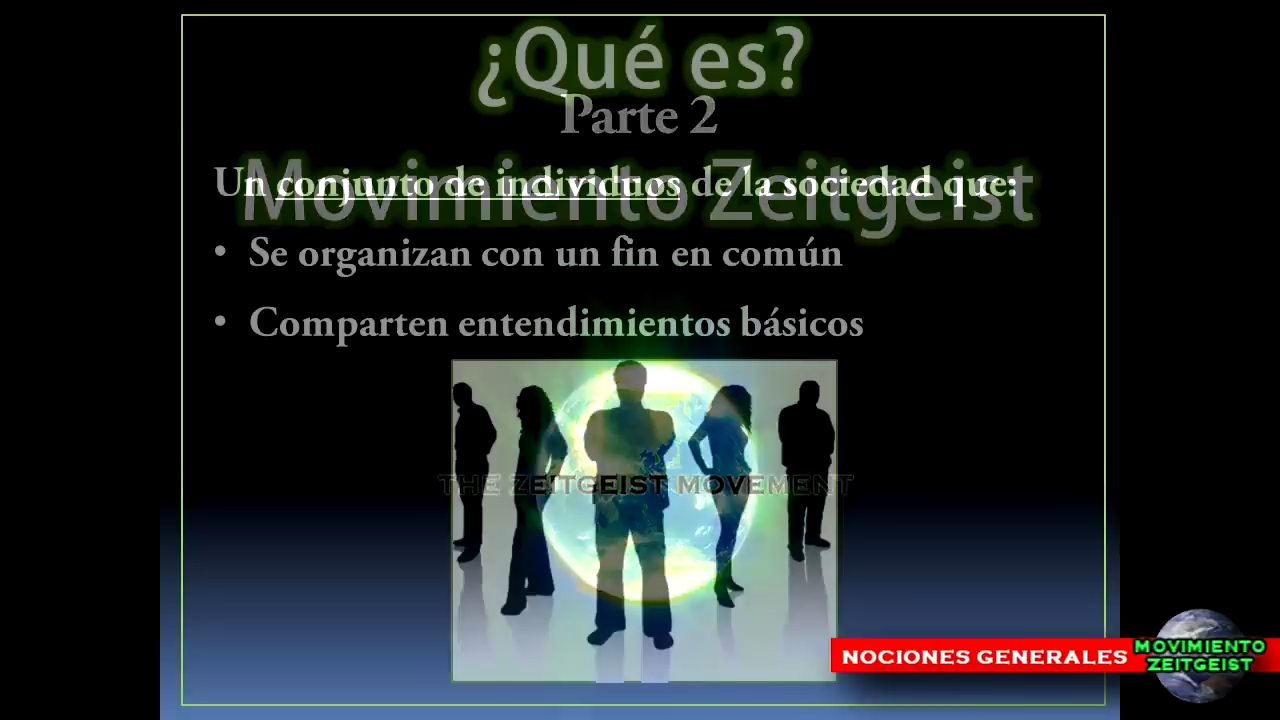 ¿Qué es?
Parte 2
Movimiento Zeitgeist
Un conjunto de individuos de la sociedad que:
• Se organizan con un fin en común
• Comparten entendimientos básicos
THE ZEITGEIST MOVEMENT
NOCIONES GENERALES
MOVIMIENTO
ZEITGEIST